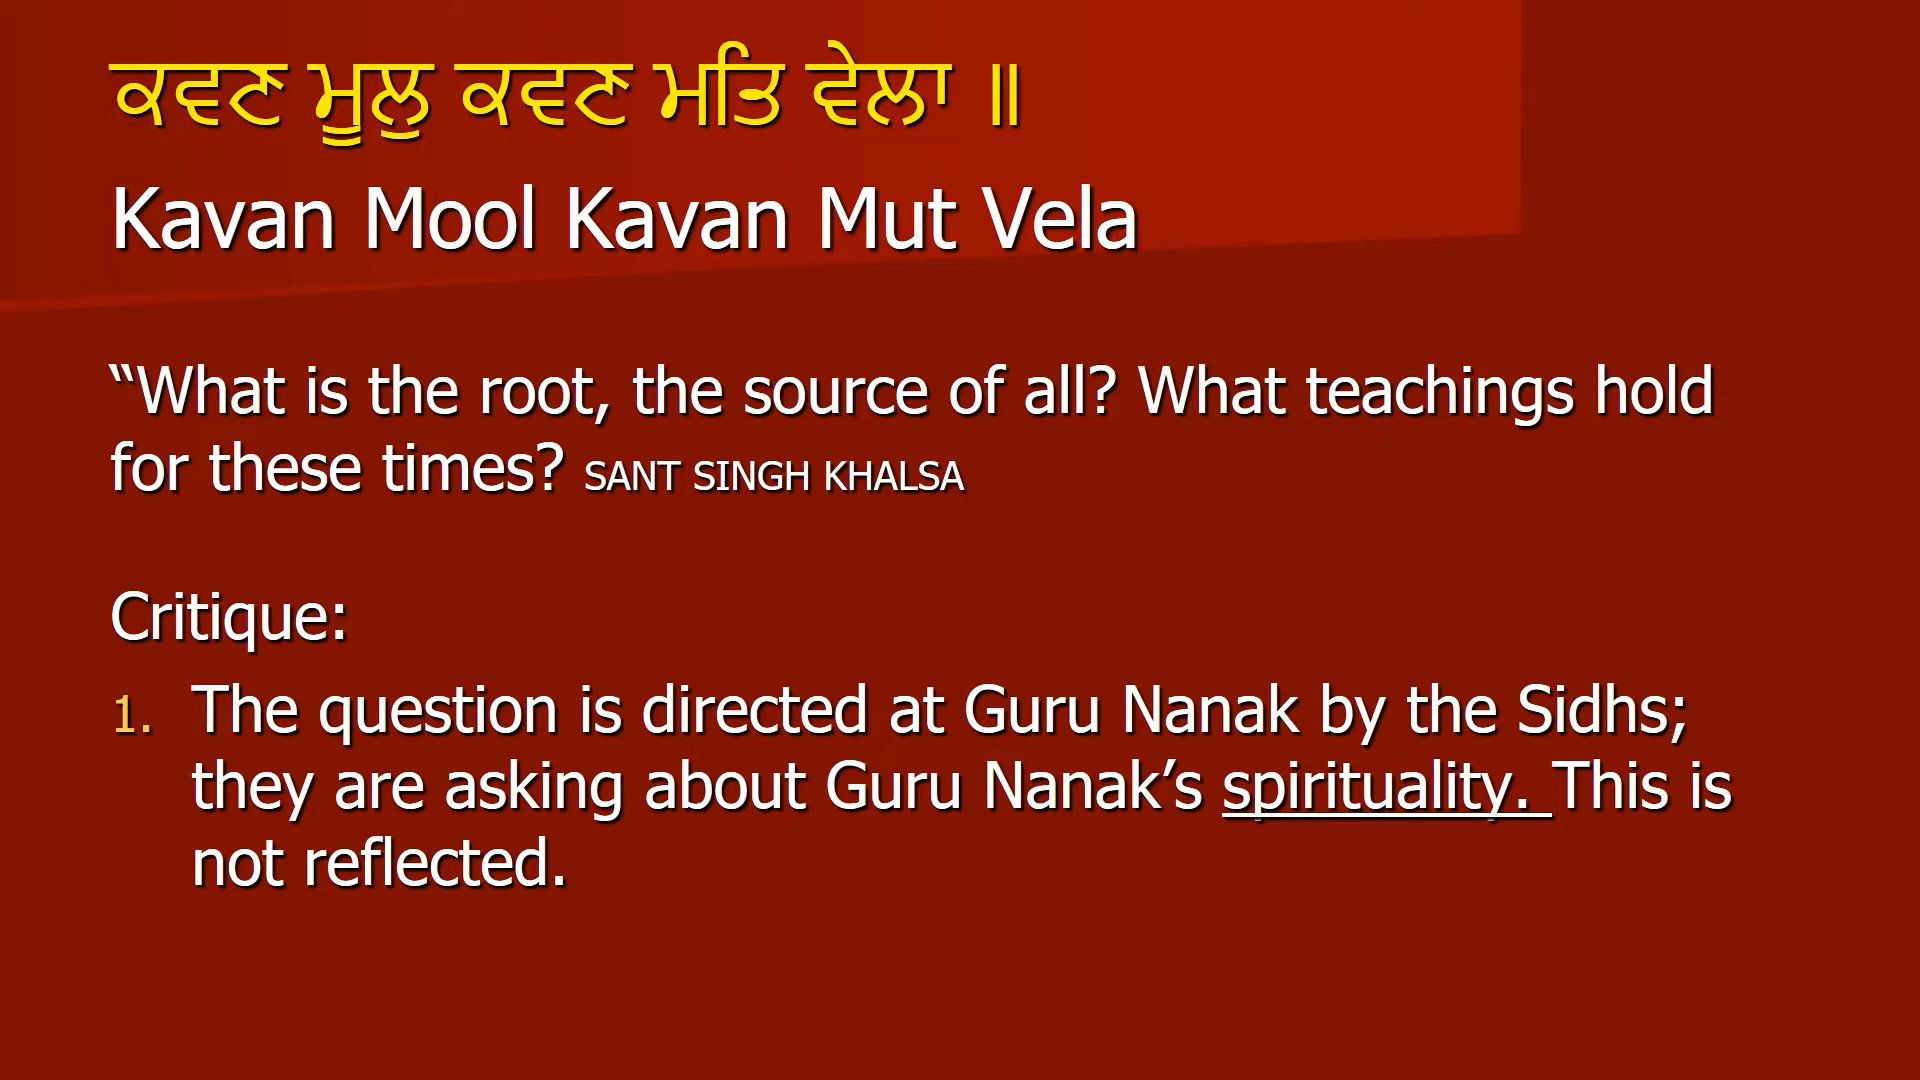 ਕਵਣ ਮੂਲੁ ਕਵਣ ਮਤਿ ਵੇਲਾ ॥
Kavan Mool Kavan Mut Vela
“What is the root, the source of all? What teachings hold
for these times? SANT SINGH KHALSA
Critique:
1. The question is directed at Guru Nanak by the Sidhs;
they are asking about Guru Nanak’s spirituality. This is
not reflected.